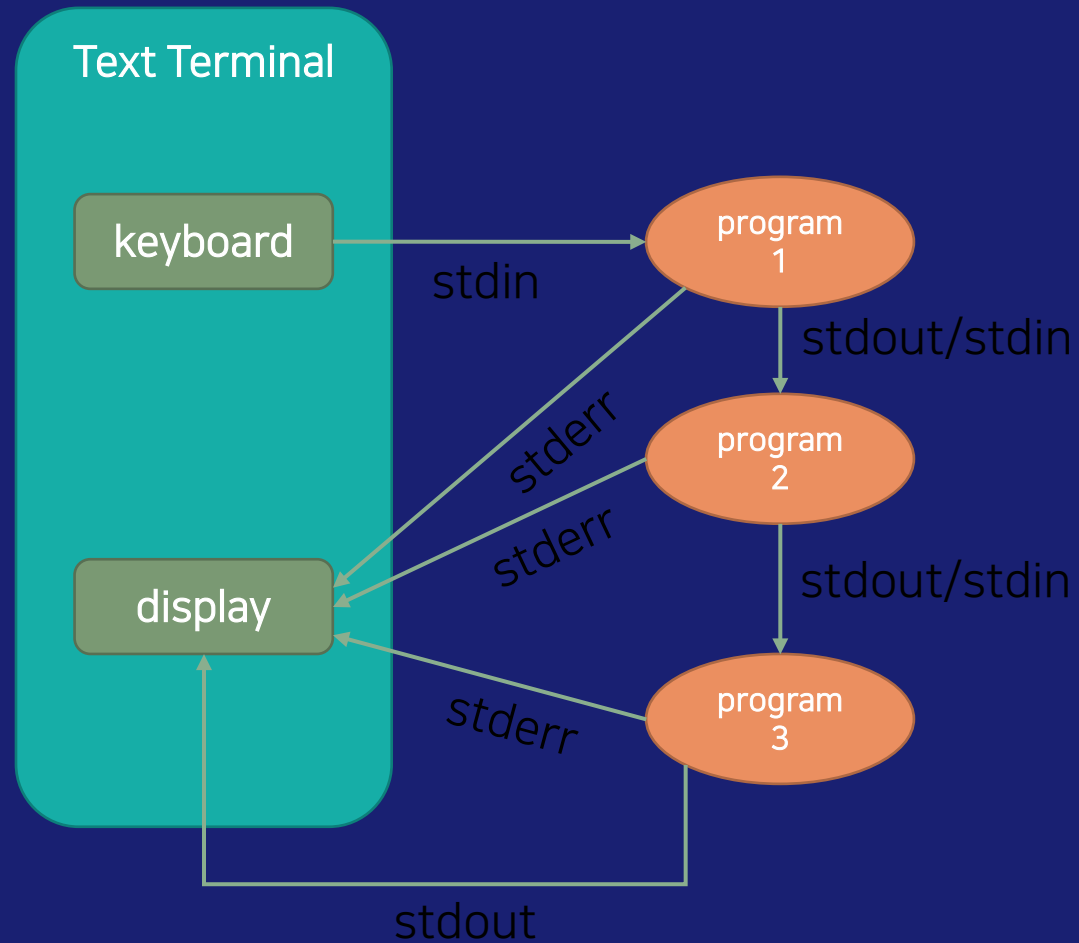 Text Terminal
keyboard
program
1
stdin
stdout/stdin
stderr
program
2
stderr
stdout/stdin
display
program
3
stderr
stdout